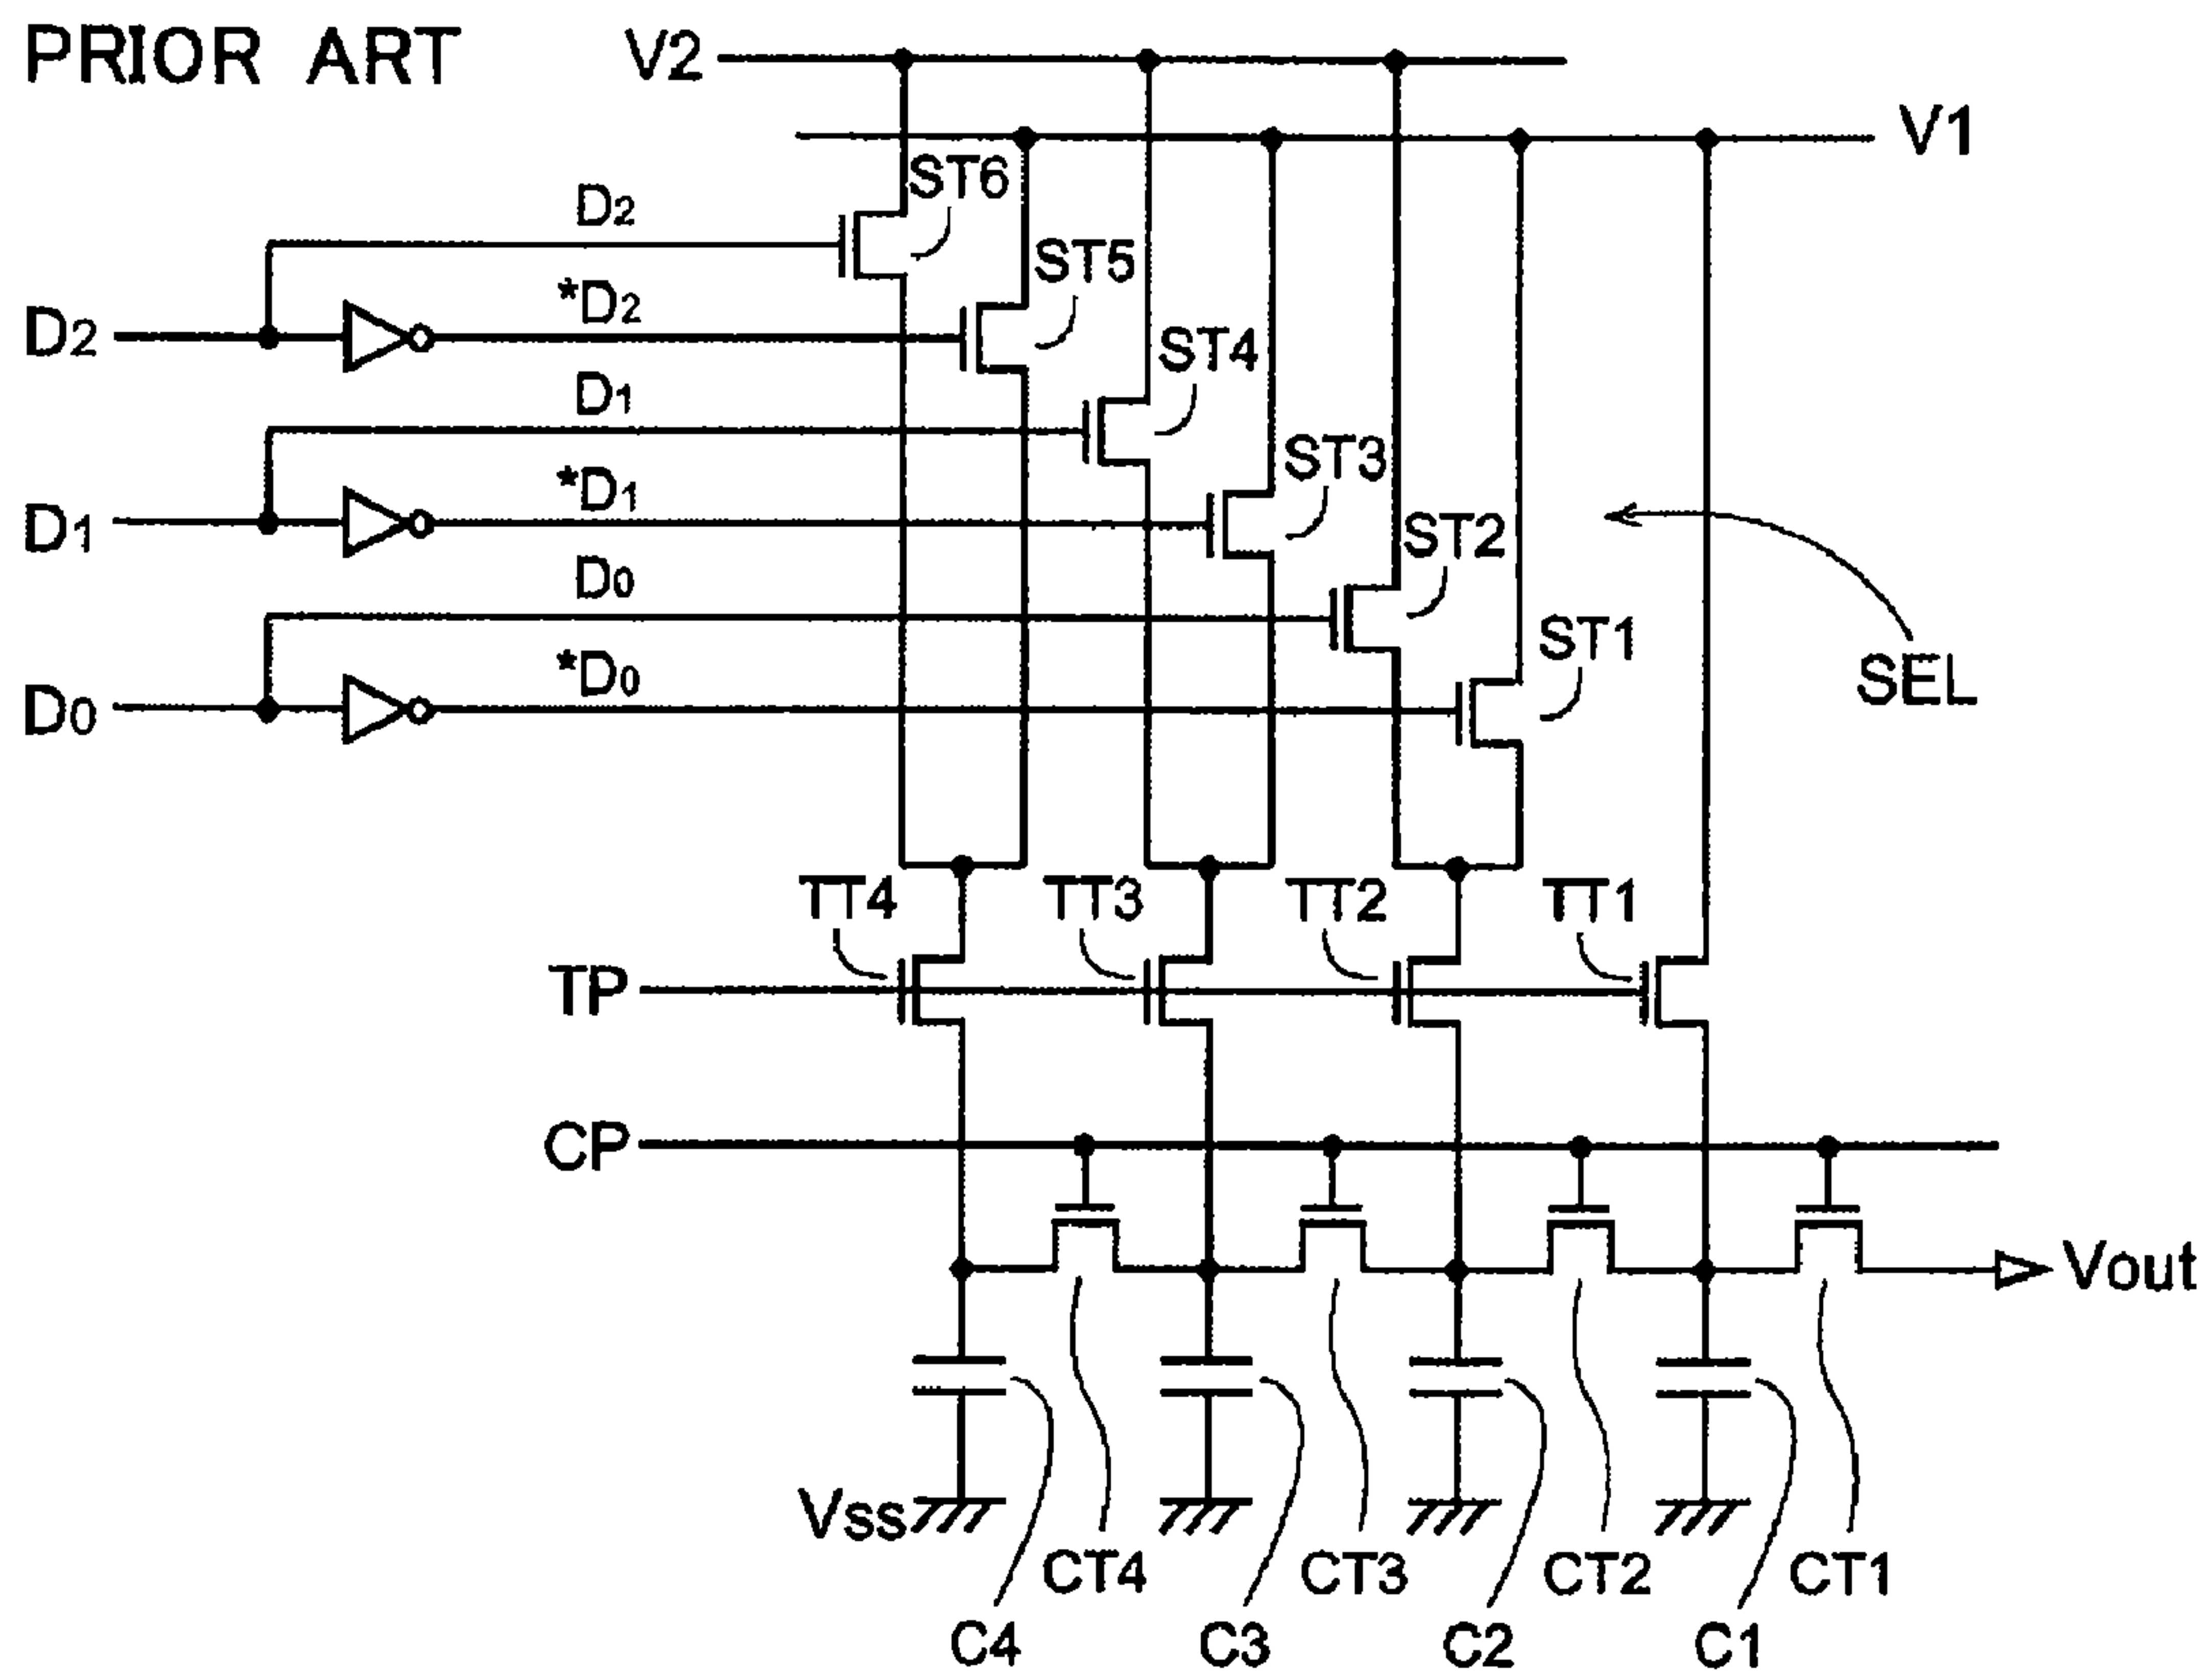 PRIOR ART
V2
V1
ST6
D2
ST5
*D2
D2
ST4
D1
ST3
*D1
D1
ST2
D0
ST1
*D0
SEL
D0
TT4
TT3
TT2
TT1
TP
CP
Vout
Vss
CT4
CT3
CT2
CT1
C4
C3
C2
C1